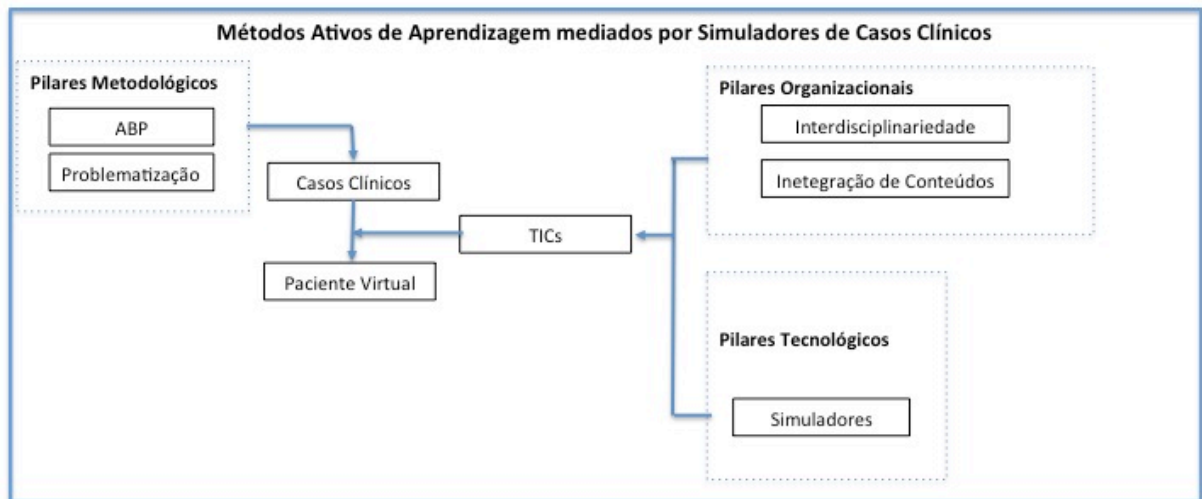 Métodos Ativos de Aprendizagem mediados por Simuladores de Casos Clínicos
Pilares Metodológicos
ABP
Problematização
Casos Clínicos
Paciente Virtual
TICs
Pilares Organizacionais
Interdisciplinariedade
Inetegração de Conteúdos
Pilares Tecnológicos
Simuladores